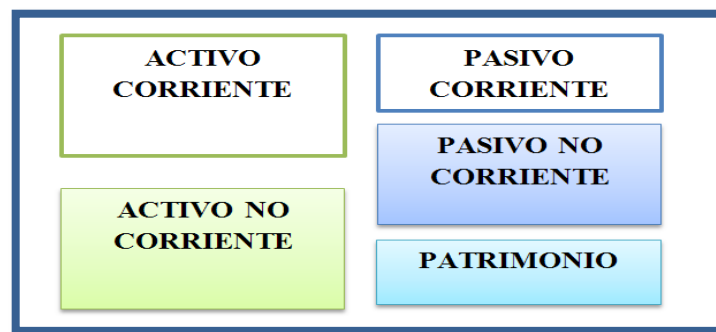 ACTIVO
CORRIENTE
ACTIVO NO
CORRIENTE
PASIVO
CORRIENTE
PASIVO NO
CORRIENTE
PATRIMONIO